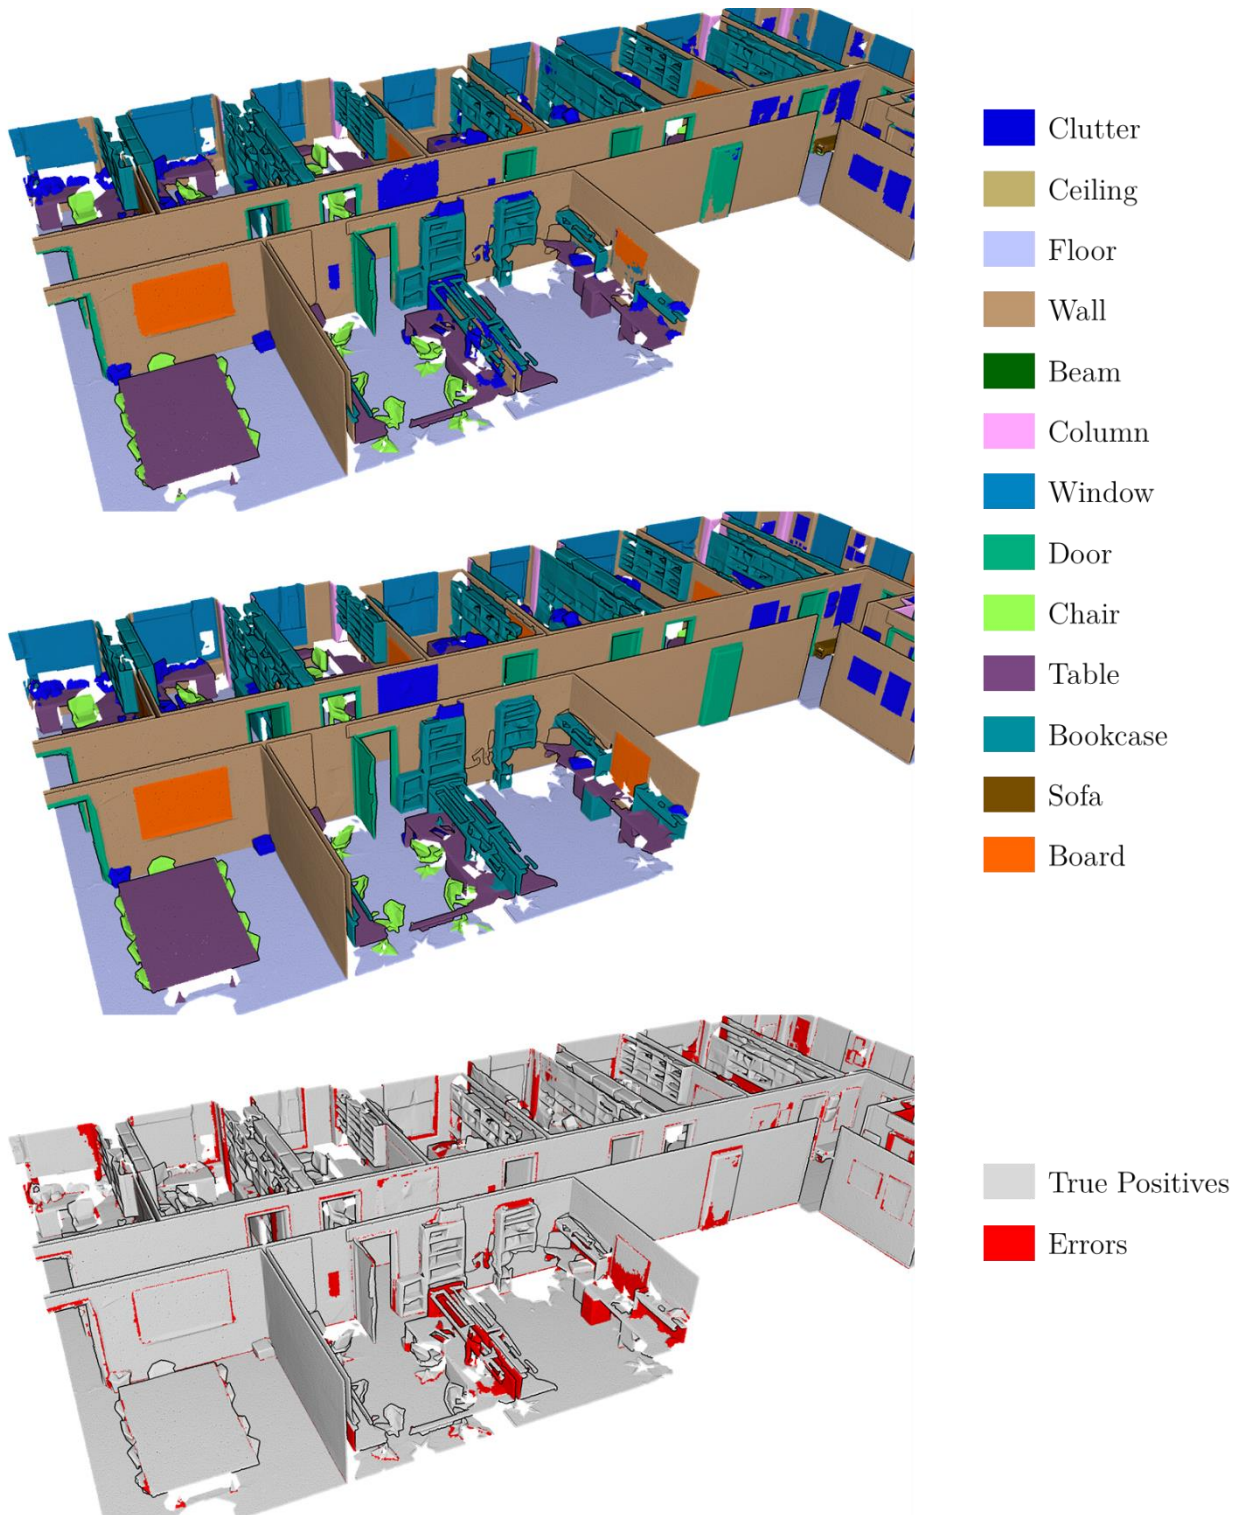 Clutter
Ceiling
Floor
Wall
Beam
Column
Window
Door
Chair
Table
Bookcase
Sofa
Board
True Positives
Errors